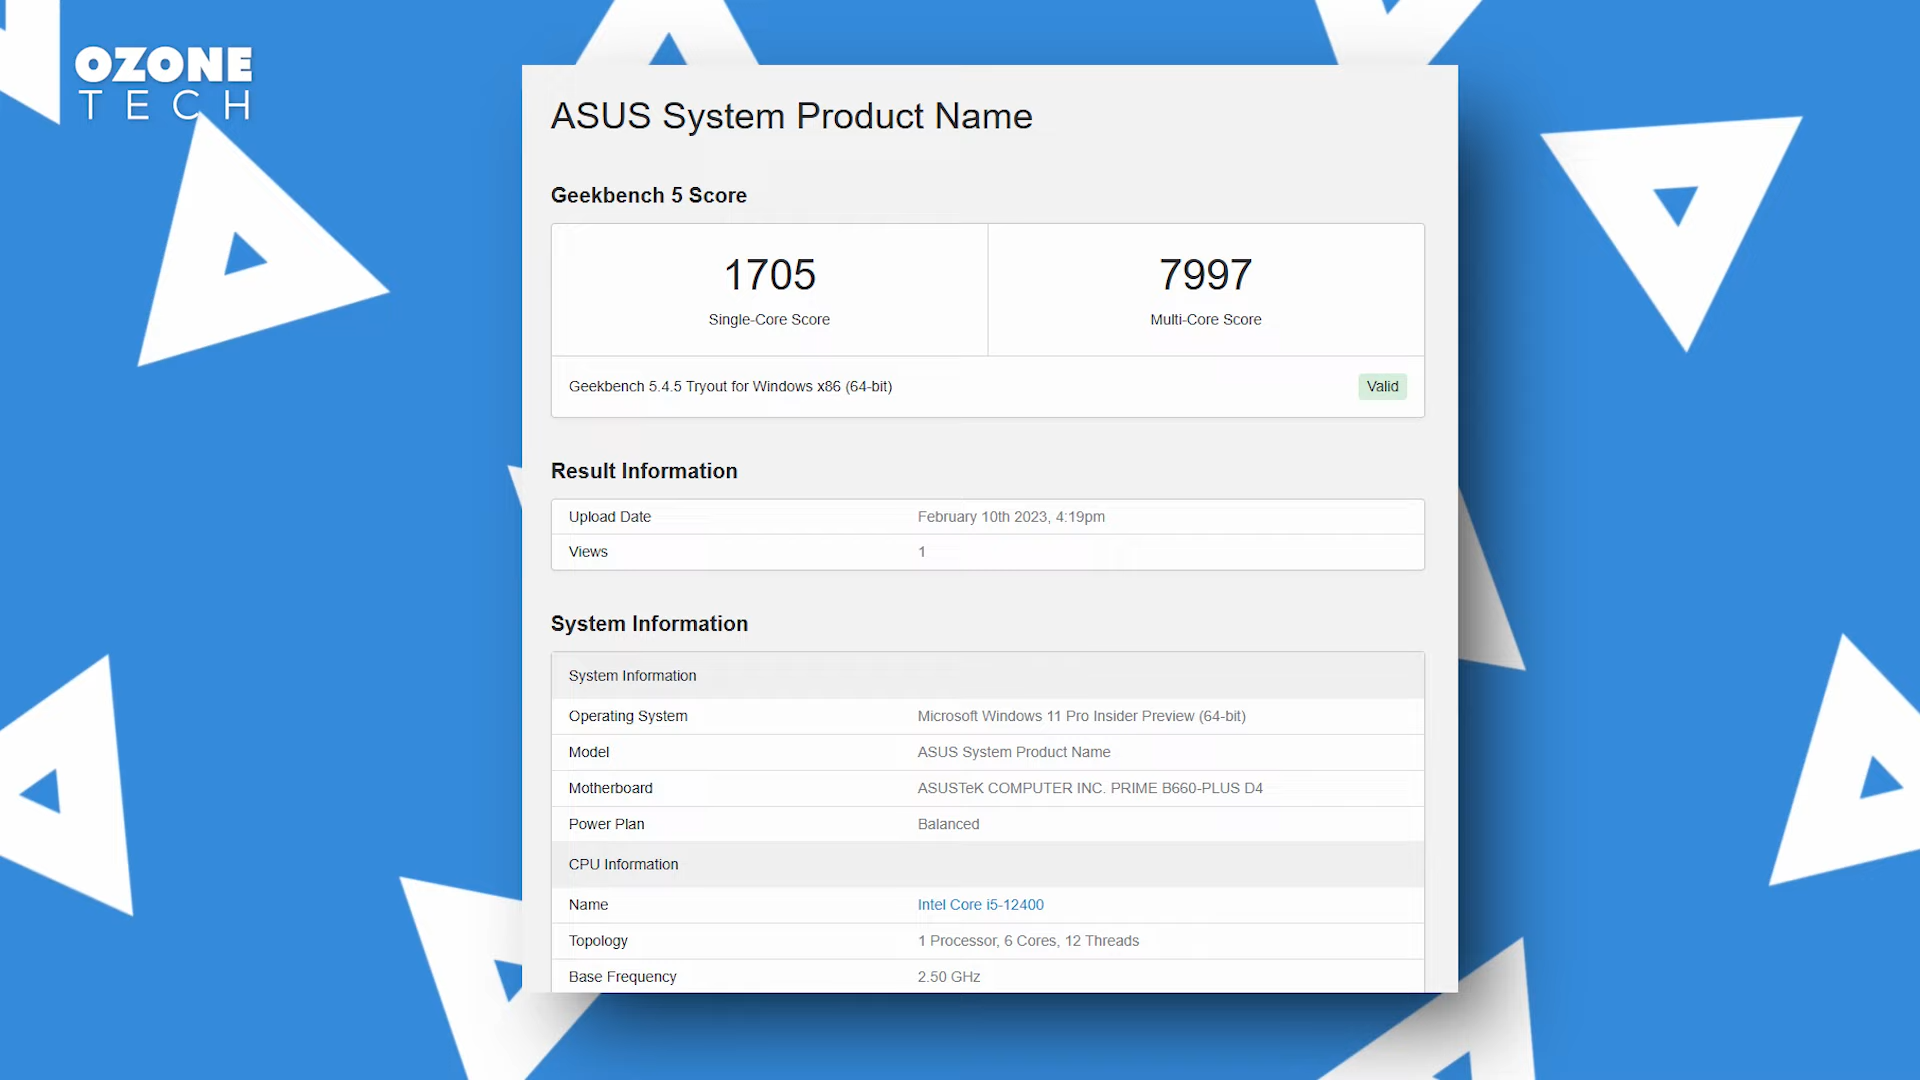 OZONE
TECH
ASUS System Product Name
Geekbench 5 Score
1705
Single-Core Score
7997
Multi-Core Score
Geekbench 5.4.5 Tryout for Windows x86 (64-bit)
Valid
Result Information
Upload Date February 10th 2023, 4:19pm
Views 1
System Information
System Information
Operating System Microsoft Windows 11 Pro Insider Preview (64-bit)
Model ASUS System Product Name
Motherboard ASUSTeK COMPUTER INC. PRIME B660-PLUS D4
Power Plan Balanced
CPU Information
Name Intel Core i5-12400
Topology 1 Processor, 6 Cores, 12 Threads
Base Frequency 2.50 GHz